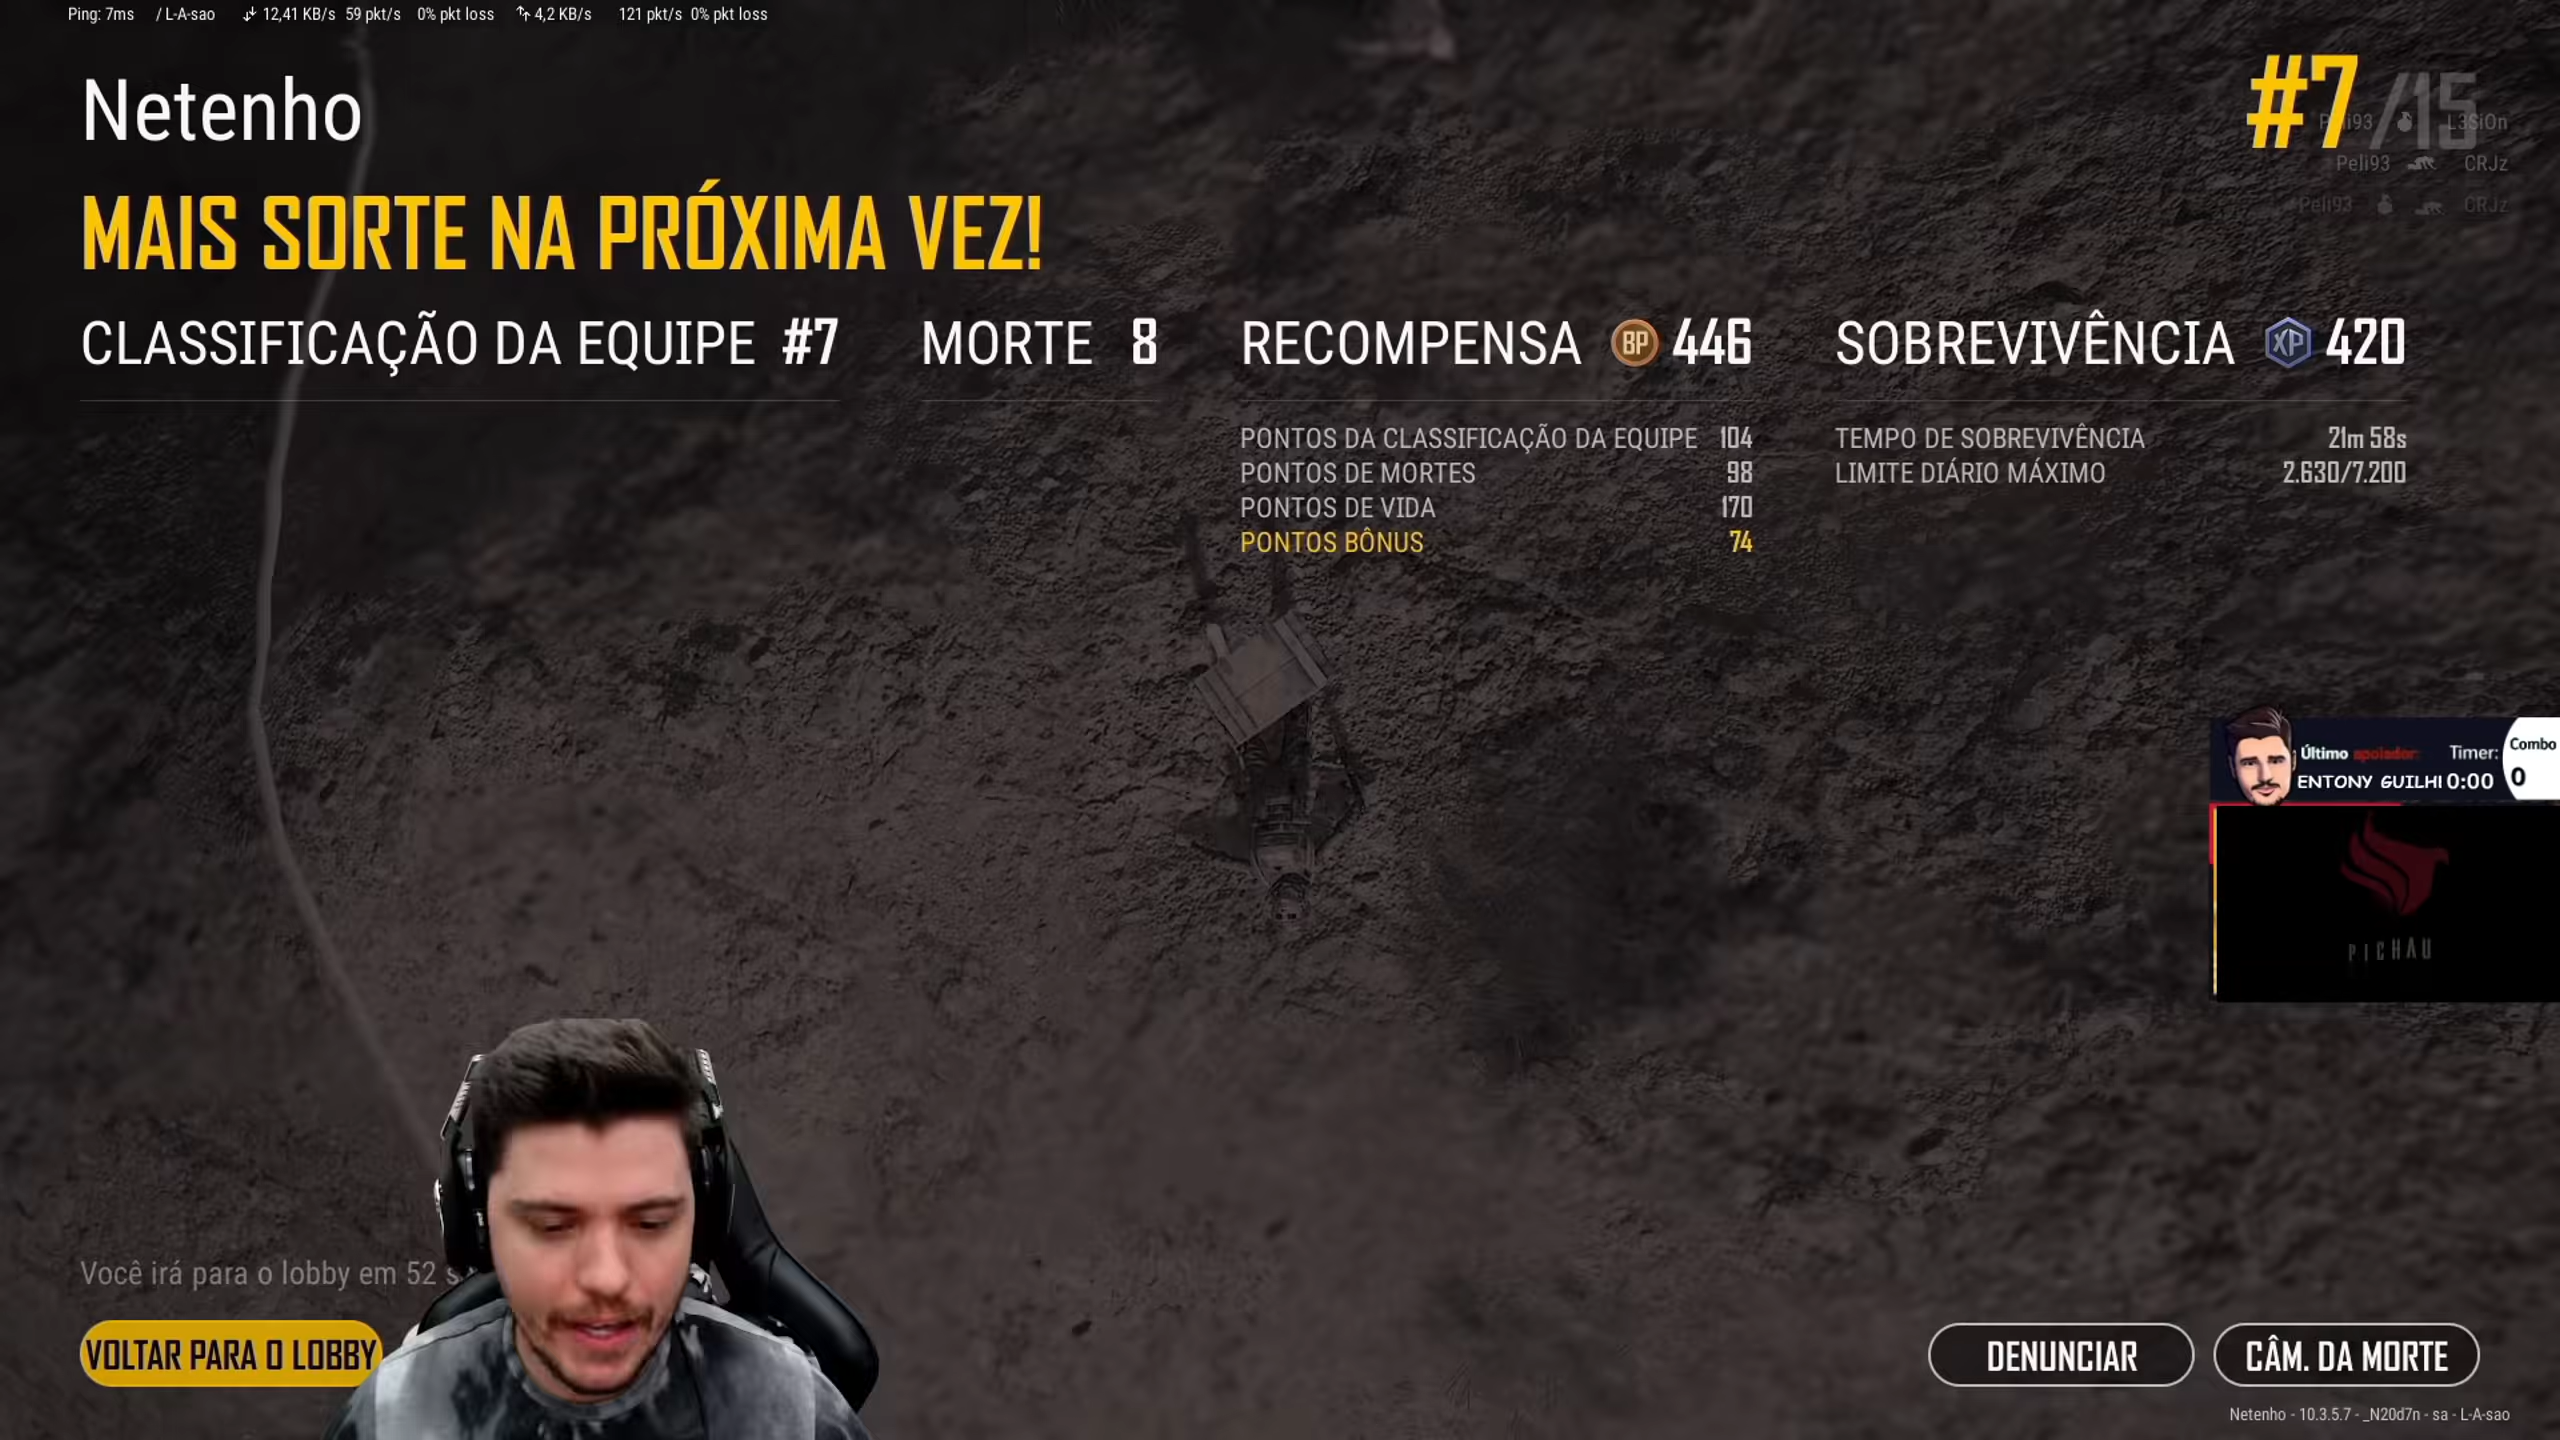 Ping: 7ms / L-A-sao 12,41 KB/s 59 pkt/s 0% pkt loss 4,2 KB/s 121 pkt/s 0% pkt loss
Netenho
#7/15
Peli93 L3SiOn
Peli93 CRJz
Peli93 CRJz
MAIS SORTE NA PRÓXIMA VEZ!
CLASSIFICAÇÃO DA EQUIPE #7
MORTE 8
RECOMPENSA BP 446
PONTOS DA CLASSIFICAÇÃO DA EQUIPE 104
PONTOS DE MORTES 98
PONTOS DE VIDA 170
PONTOS BÔNUS 74
SOBREVIVÊNCIA XP 420
TEMPO DE SOBREVIVÊNCIA 21m 58s
LIMITE DIÁRIO MÁXIMO 2.630/7.200
Último apoiador: Timer: Combo
ENTONY GUILHI 0:00 0
PICHAU
Você irá para o lobby em 52 s
VOLTAR PARA O LOBBY
DENUNCIAR
CÂM. DA MORTE
Netenho - 10.3.5.7 - _N20d7n - sa - L-A-sao